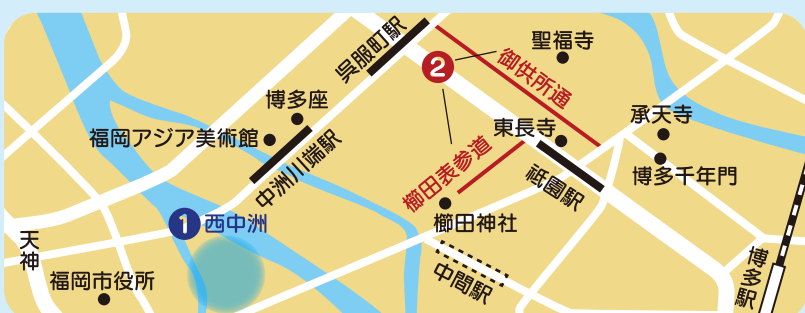 呉服町駅
2
聖福寺
御供所通
博多座
福岡アジア美術館
中洲川端駅
東長寺
承天寺
櫛田表参道
祇園駅
博多千年門
1 西中洲
櫛田神社
天神
中間駅
博多駅
福岡市役所